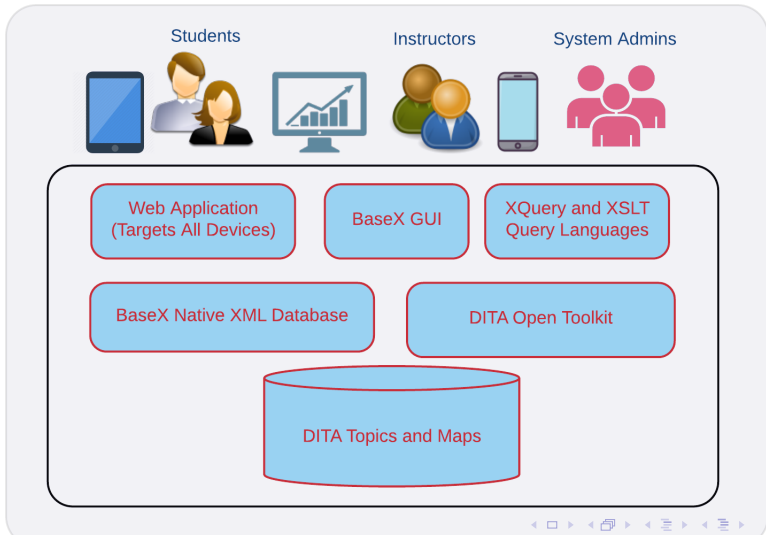 Students
Instructors
System Admins
Web Application
(Targets All Devices)
BaseX GUI
XQuery and XSLT
Query Languages
BaseX Native XML Database
DITA Open Toolkit
DITA Topics and Maps